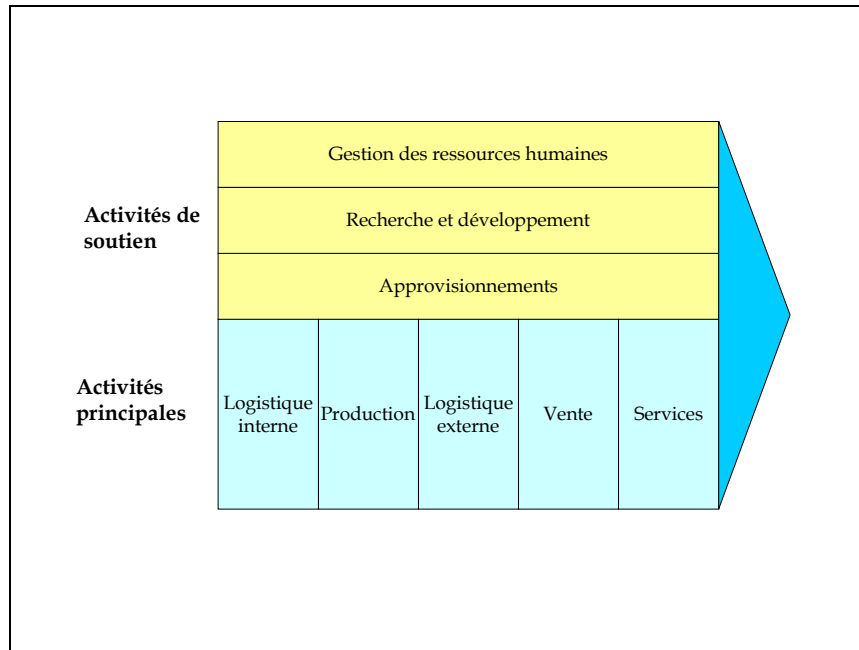 Gestion des ressources humaines
Activités de
soutien
Recherche et développement
Approvisionnements
Activités
principales
Logistique
interne
Production
Logistique
externe
Vente
Services